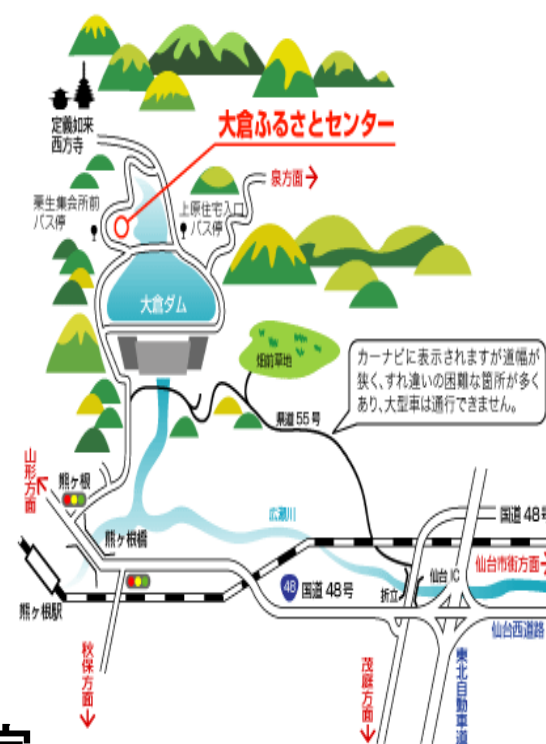 定義如来
西方寺
大倉ふるさとセンター
泉方面
栗生集会所前
バス停
上原住宅入口
バス停
大倉ダム
畑前草地
カーナビに表示されますが道幅が
狭く、すれ違いの困難な箇所が多く
あり、大型車は通行できません。
県道55号
山形方面
熊ヶ根
熊ヶ根橋
広瀬川
国道48号
仙台市街方面
仙台IC
48
国道48号
折立
熊ヶ根駅
仙台西道路
秋保方面
茂庭方面
東北自動車道